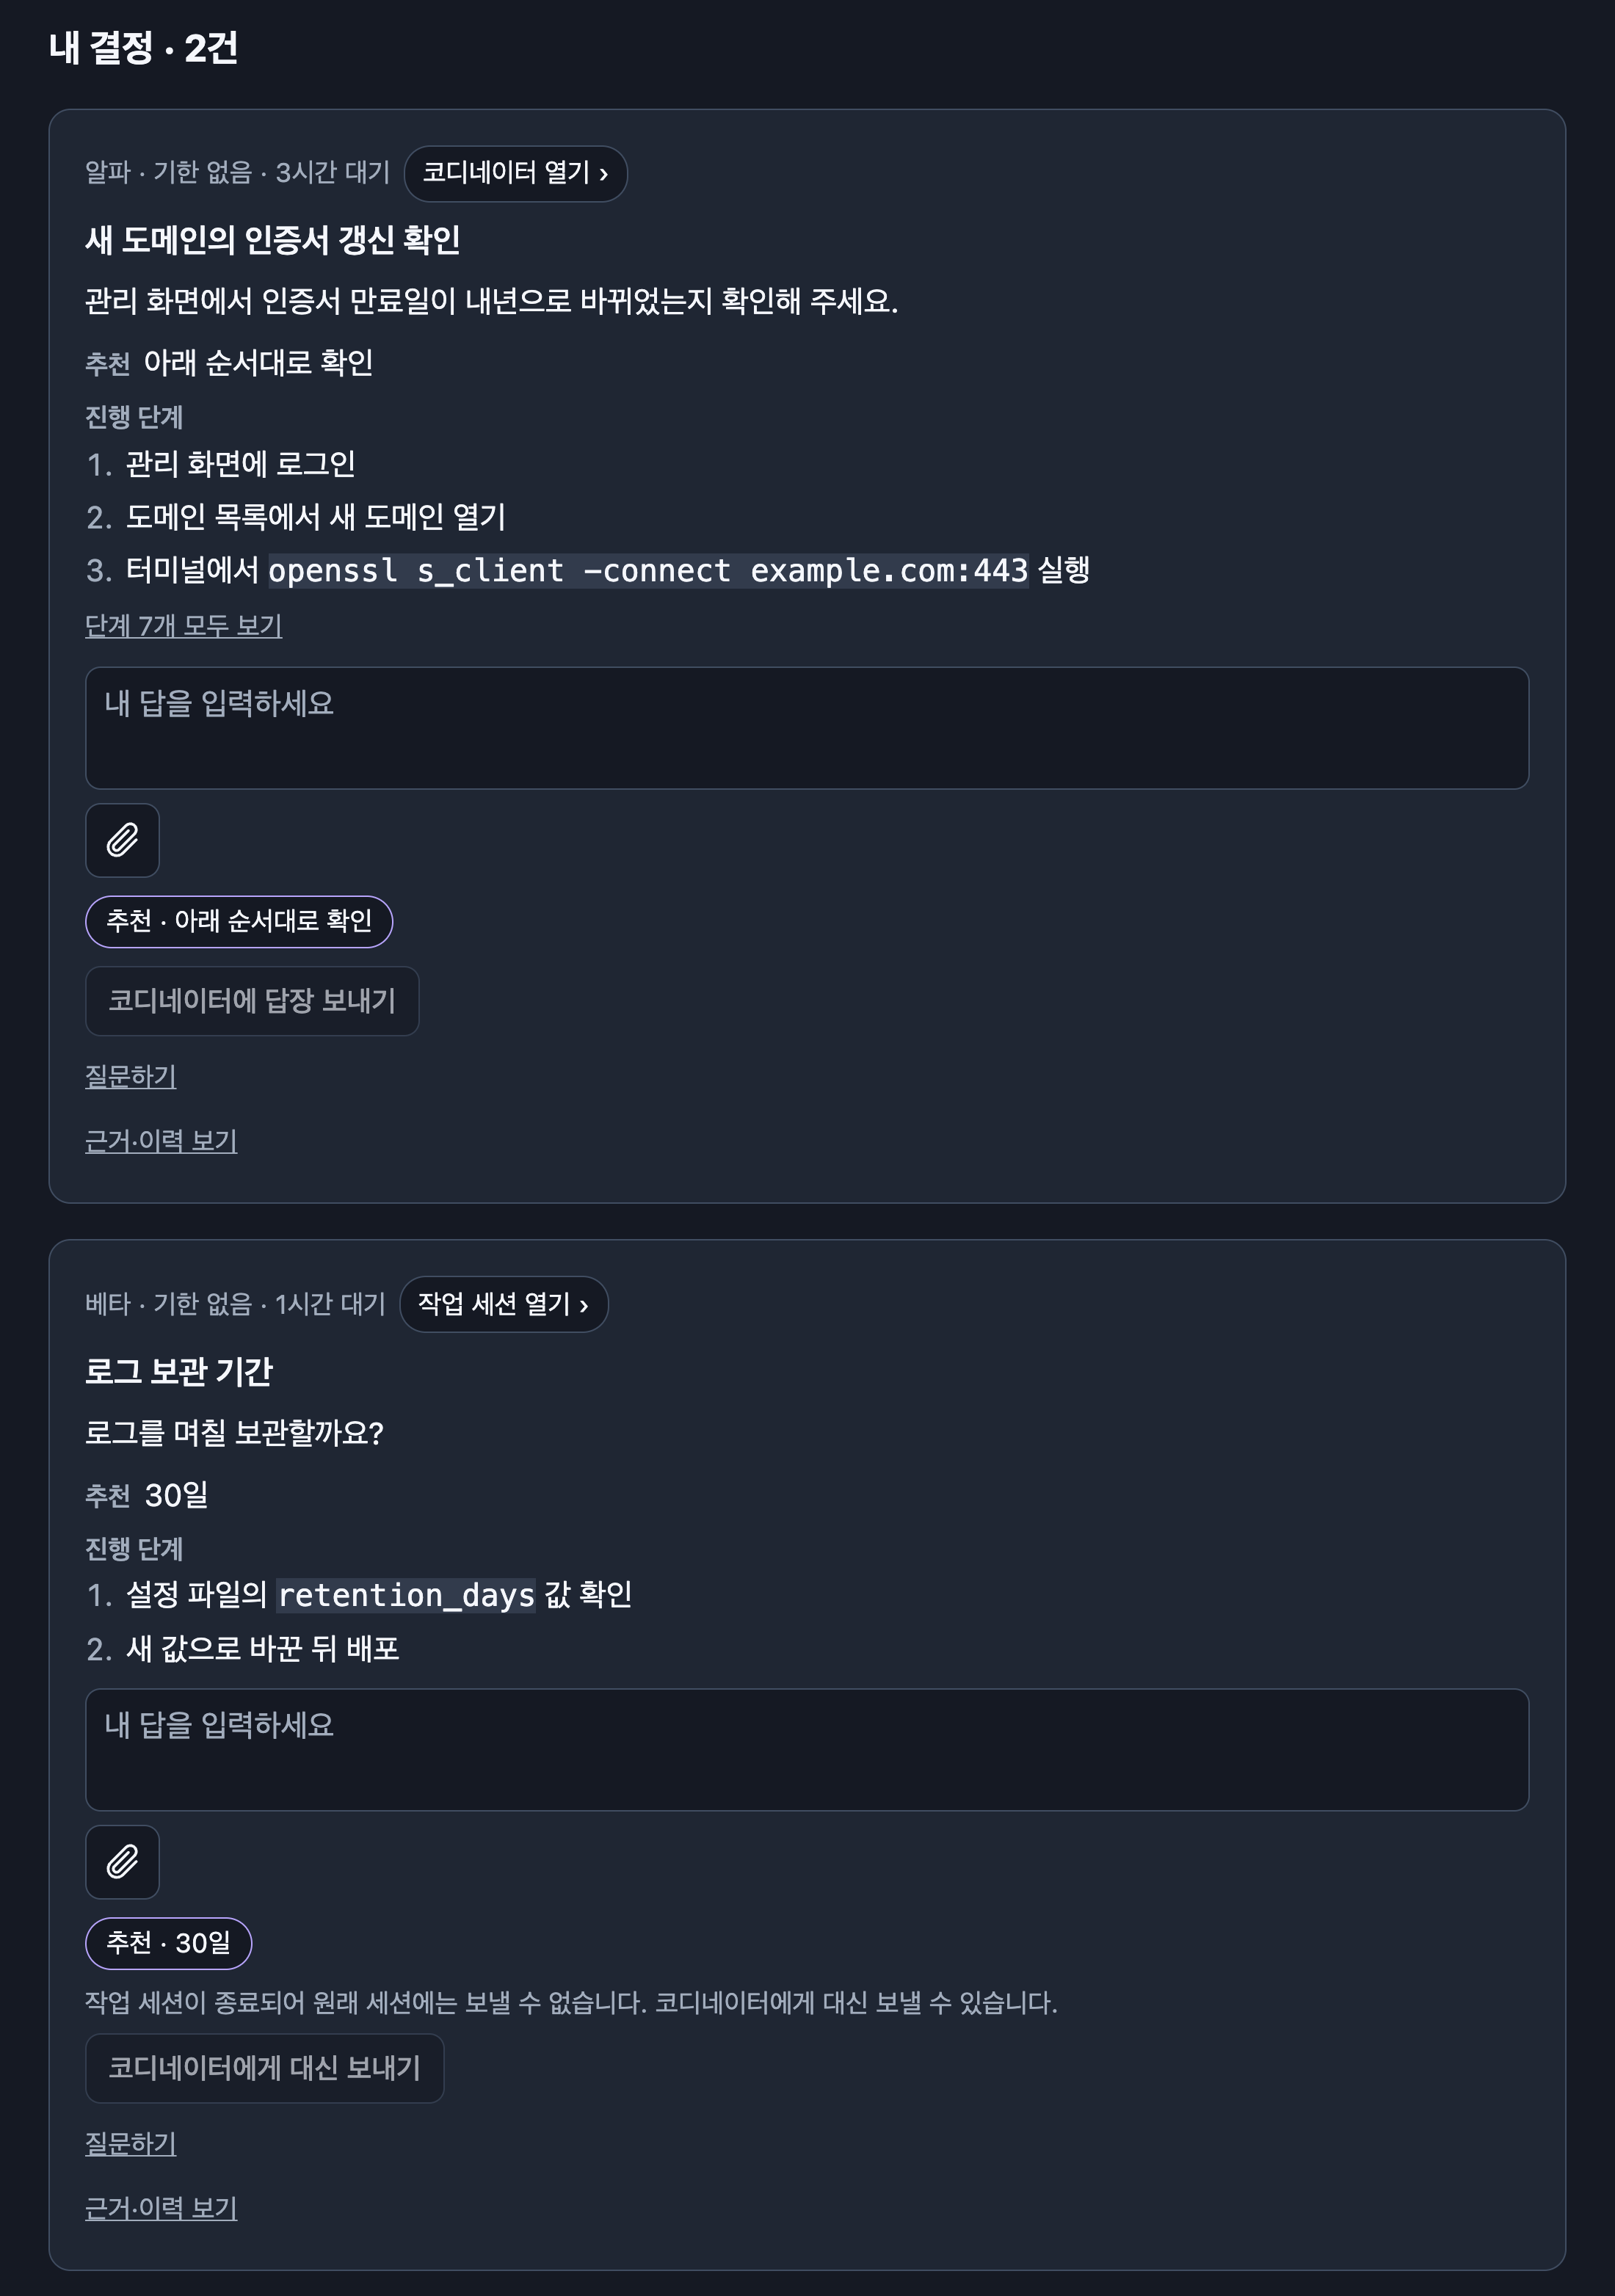 내 결정 · 2건
알파 · 기한 없음 · 3시간 대기 코디네이터 열기 ›
새 도메인의 인증서 갱신 확인
관리 화면에서 인증서 만료일이 내년으로 바뀌었는지 확인해 주세요.
추천 아래 순서대로 확인
진행 단계
1. 관리 화면에 로그인
2. 도메인 목록에서 새 도메인 열기
3. 터미널에서 openssl s_client -connect example.com:443 실행
단계 7개 모두 보기
내 답을 입력하세요
추천 · 아래 순서대로 확인
코디네이터에 답장 보내기
질문하기
근거·이력 보기
베타 · 기한 없음 · 1시간 대기 작업 세션 열기 ›
로그 보관 기간
로그를 며칠 보관할까요?
추천 30일
진행 단계
1. 설정 파일의 retention_days 값 확인
2. 새 값으로 바꾼 뒤 배포
내 답을 입력하세요
추천 · 30일
작업 세션이 종료되어 원래 세션에는 보낼 수 없습니다. 코디네이터에게 대신 보낼 수 있습니다.
코디네이터에게 대신 보내기
질문하기
근거·이력 보기